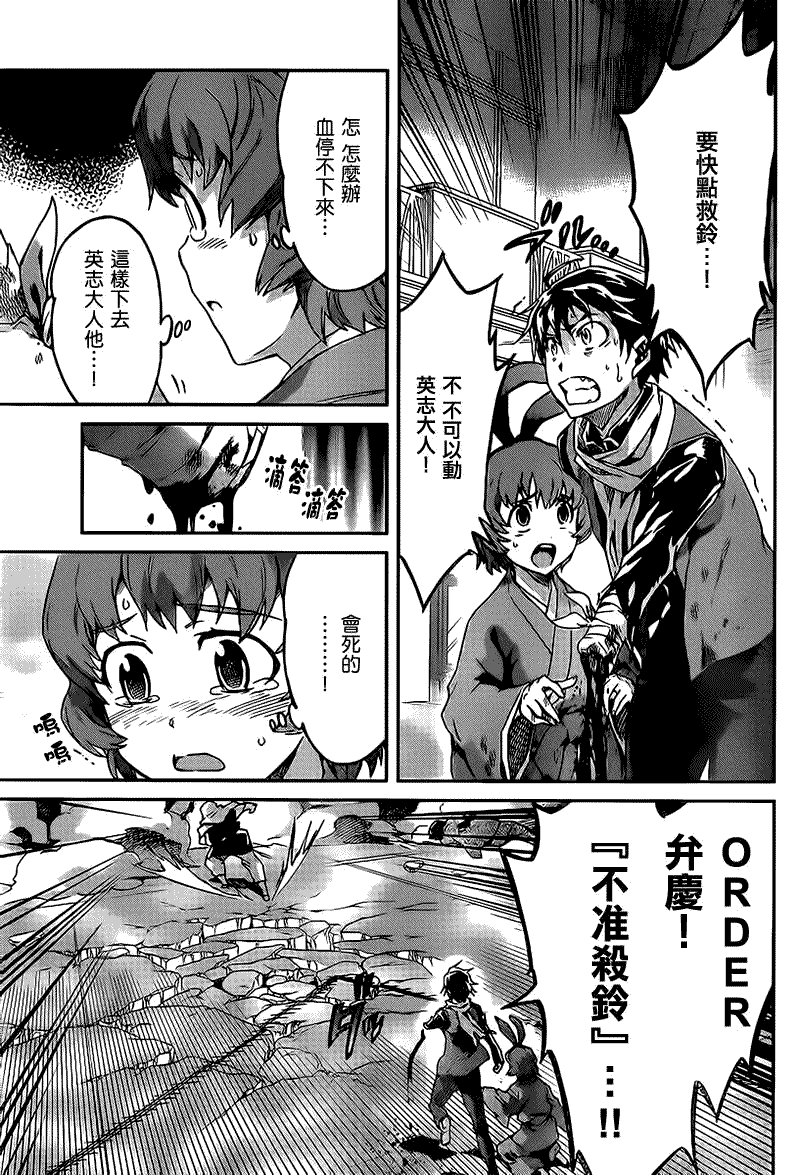 要快點救鈴…！
不 不可以動
英志大人！
怎 怎麼辦
血停不下來…
這樣下去
英志大人他…！
滴答滴答
會死的
………！
嗚
嗚…
ORDER
弁慶！
『不准殺鈴』…!!